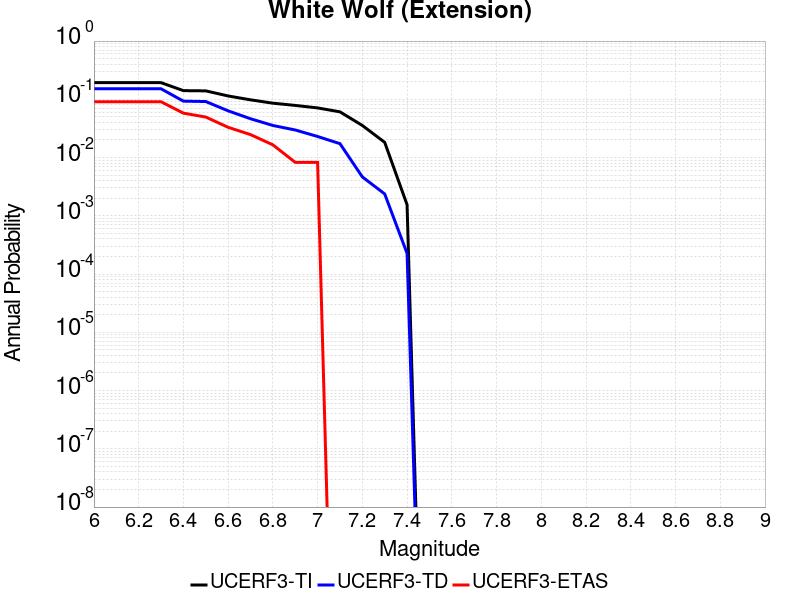 White Wolf (Extension)
Annual Probability
10^0
10^-1
10^-2
10^-3
10^-4
10^-5
10^-6
10^-7
10^-8
6 6.2 6.4 6.6 6.8 7 7.2 7.4 7.6 7.8 8 8.2 8.4 8.6 8.8 9
Magnitude
UCERF3-TI UCERF3-TD UCERF3-ETAS